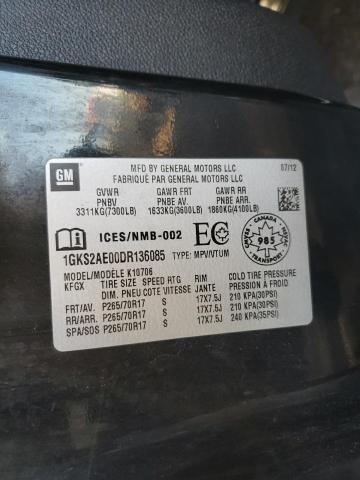 GM
MFD BY GENERAL MOTORS LLC 07/12
FABRIQUÉ PAR GENERAL MOTORS LLC
GVWR GAWR FRT GAWR RR
PNBV PNBE AV. PNBE ARR.
3311KG(7300LB) 1633KG(3600LB) 1860KG(4100LB)
i ICES/NMB-002 EC
CANADA
985
TRANSPORT
1GKS2AE00DR136085 TYPE: MPV/VTUM
MODEL/MODÈLE K10706
KFGX TIRE SIZE SPEED RTG RIM COLD TIRE PRESSURE
DIM. PNEU COTE VITESSE JANTE PRESSION À FROID.
FRT/AV. P265/70R17 S 17X7.5J 210 KPA(30PSI)
RR/ARR. P265/70R17 S 17X7.5J 210 KPA(30PSI)
SPA/SOS P265/70R17 S 17X7.5J 240 KPA(35PSI)